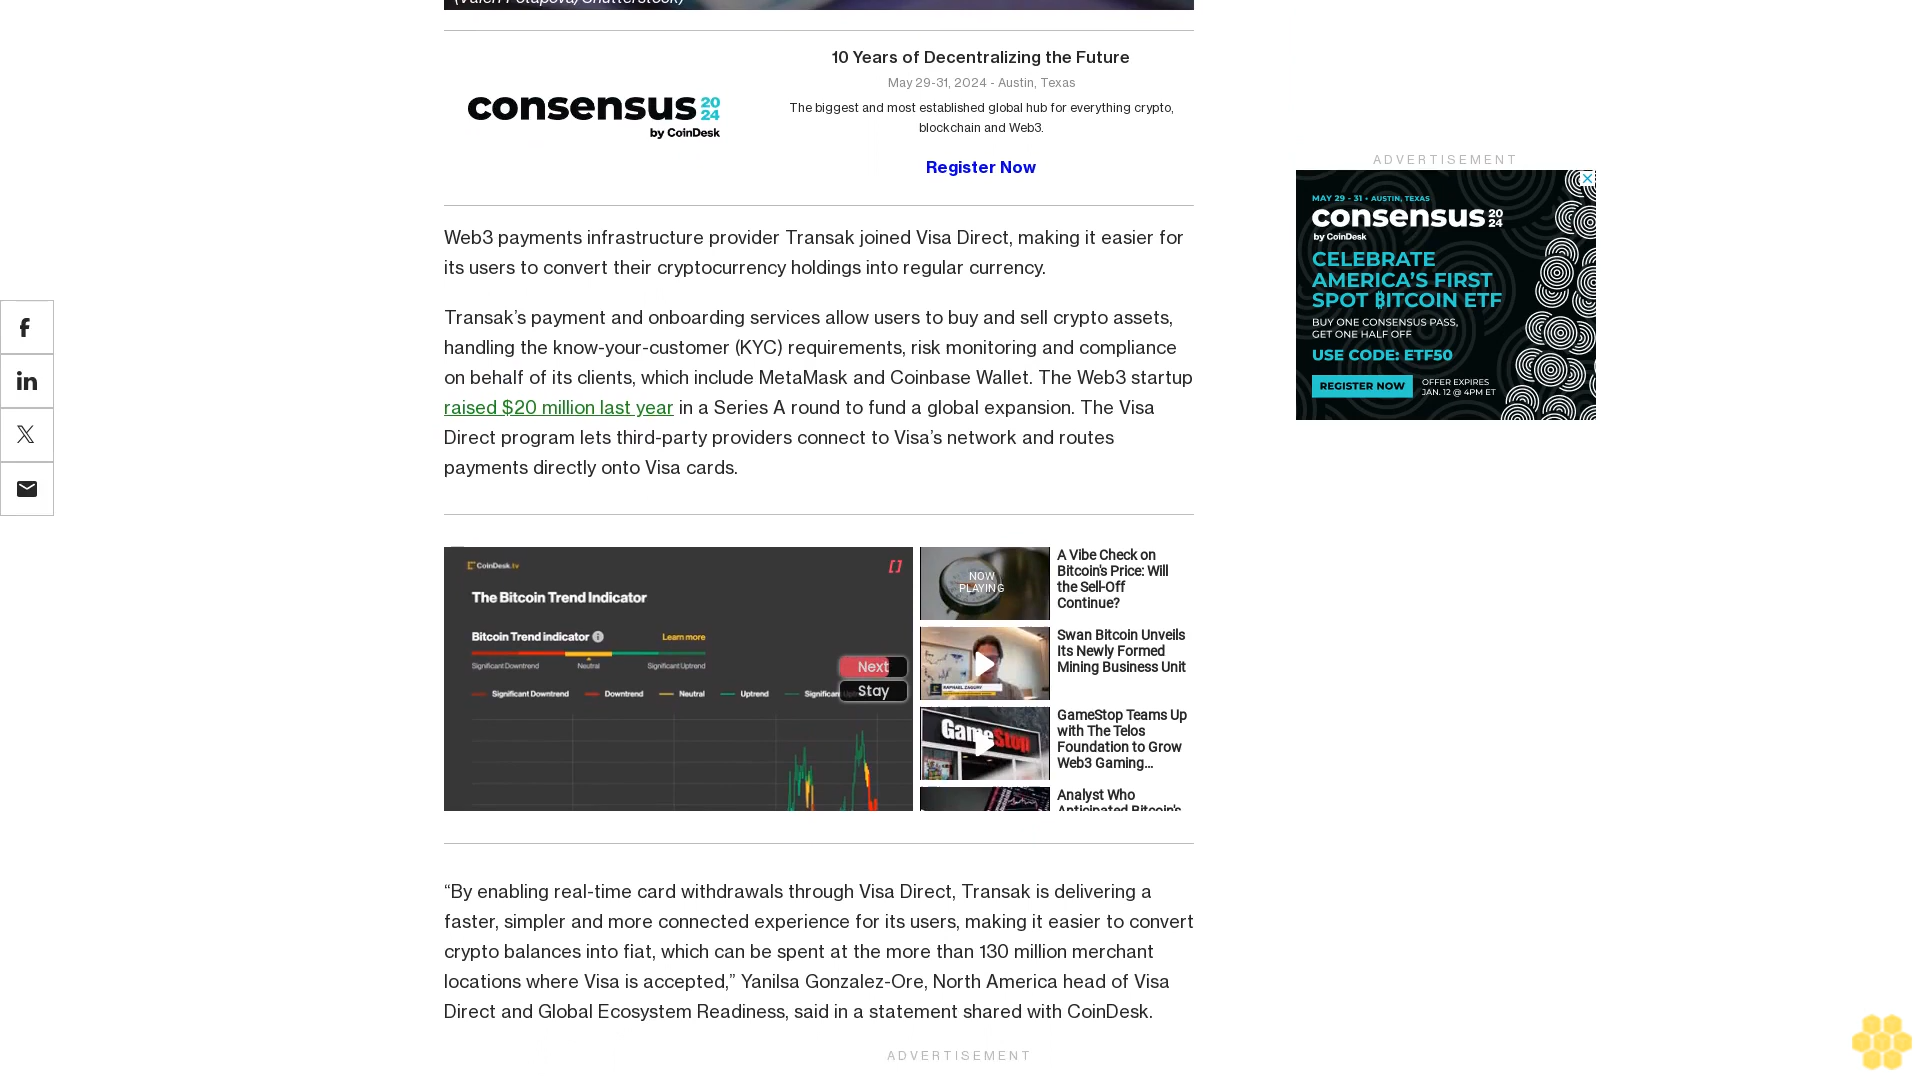 10 Years of Decentralizing the Future
May 29-31, 2024 - Austin, Texas
The biggest and most established global hub for everything crypto,
blockchain and Web3.
Register Now
consensus 2024
by CoinDesk
Web3 payments infrastructure provider Transak joined Visa Direct, making it easier for
its users to convert their cryptocurrency holdings into regular currency.
Transak’s payment and onboarding services allow users to buy and sell crypto assets,
handling the know-your-customer (KYC) requirements, risk monitoring and compliance
on behalf of its clients, which include MetaMask and Coinbase Wallet. The Web3 startup
raised $20 million last year in a Series A round to fund a global expansion. The Visa
Direct program lets third-party providers connect to Visa’s network and routes
payments directly onto Visa cards.
CoinDesk.tv
The Bitcoin Trend Indicator
Bitcoin Trend indicator
Learn more
Significant Downtrend
Neutral
Significant Uptrend
Significant Downtrend
Downtrend
Neutral
Uptrend
Next
Stay
NOW
PLAYING
A Vibe Check on
Bitcoin's Price: Will
the Sell-Off
Continue?
RAPHAEL ZAGURY
Swan Bitcoin Unveils
Its Newly Formed
Mining Business Unit
GameStop
GameStop Teams Up
with The Telos
Foundation to Grow
Web3 Gaming...
Analyst Who
Anticipated Bitcoin's
“By enabling real-time card withdrawals through Visa Direct, Transak is delivering a
faster, simpler and more connected experience for its users, making it easier to convert
crypto balances into fiat, which can be spent at the more than 130 million merchant
locations where Visa is accepted,” Yanilsa Gonzalez-Ore, North America head of Visa
Direct and Global Ecosystem Readiness, said in a statement shared with CoinDesk.
ADVERTISEMENT
ADVERTISEMENT
MAY 29 - 31 • AUSTIN, TEXAS
consensus 2024
by CoinDesk
CELEBRATE
AMERICA'S FIRST
SPOT ₿ITCOIN ETF
BUY ONE CONSENSUS PASS,
GET ONE HALF OFF
USE CODE: ETF50
REGISTER NOW
OFFER EXPIRES
JAN. 12 @ 4PM ET